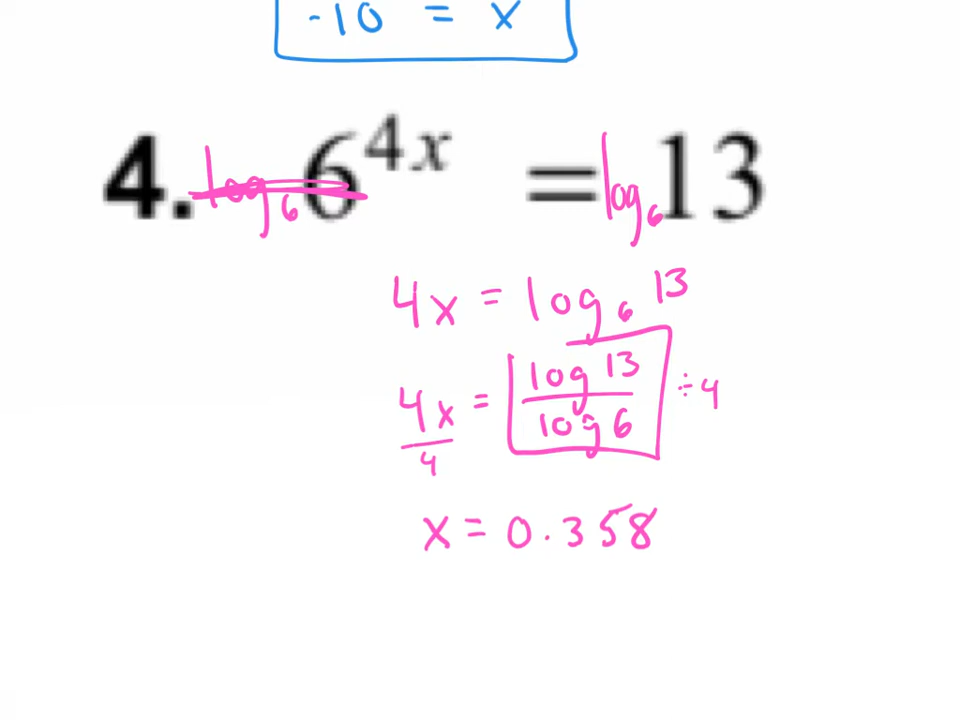 -10 = x
4. log₆ 6^{4x} = log₆ 13
4x = log₆ 13
4x/4 = log 13/log 6 ÷4
x = 0.358